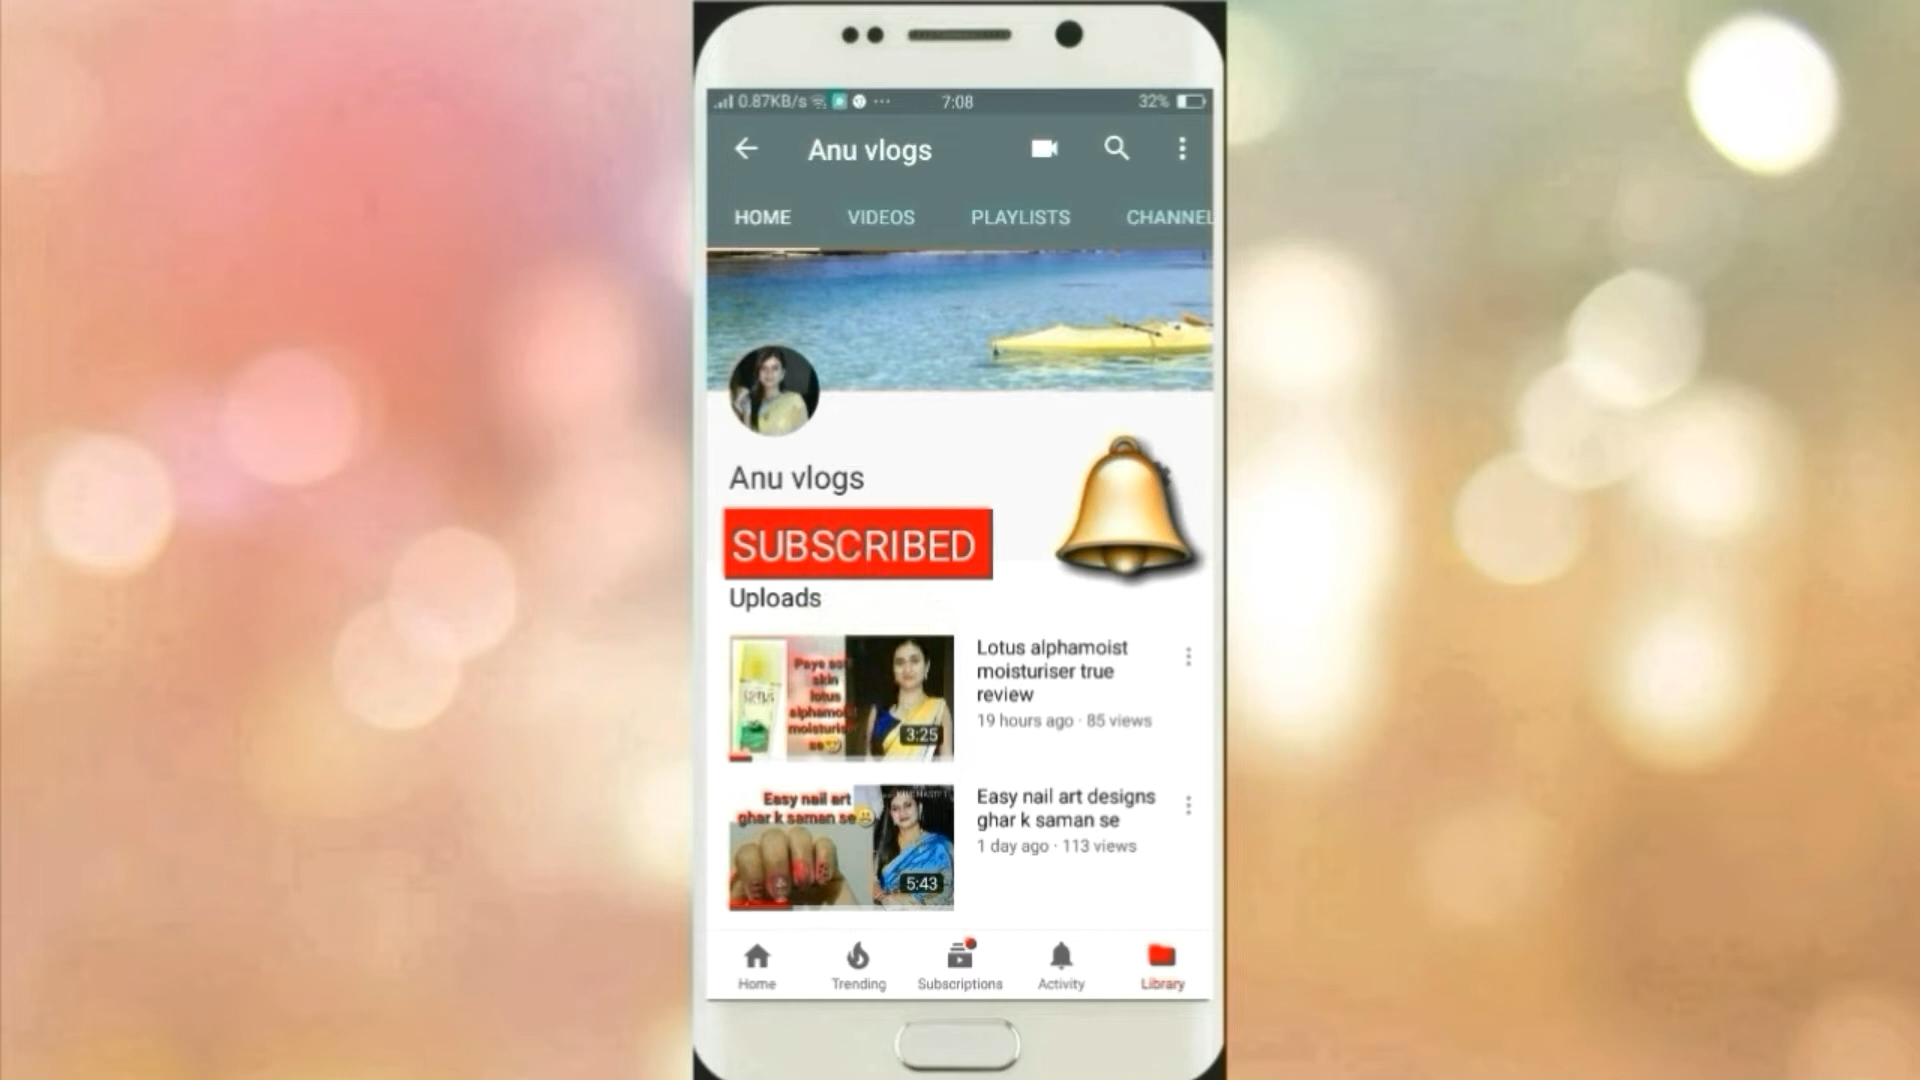 0.87KB/s ... 7:08 32%
Anu vlogs
HOME VIDEOS PLAYLISTS CHANNEL
Anu vlogs
SUBSCRIBED
Uploads
Lotus alphamoist
moisturiser true
review
19 hours ago · 85 views
skin
lotus
3:25
Easy nail art designs
ghar k saman se
1 day ago · 113 views
Easy nail art
ghar k saman se
5:43
Home Trending Subscriptions Activity Library